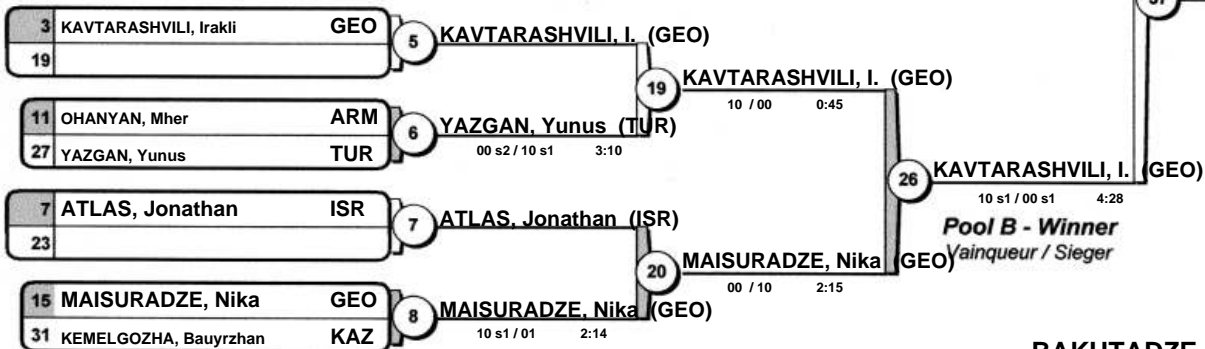 37
3 KAVTARASHVILI, Irakli GEO
19
5 KAVTARASHVILI, I. (GEO)
19 KAVTARASHVILI, I. (GEO)
10 / 00 0:45
11 OHANYAN, Mher ARM
27 YAZGAN, Yunus TUR
6 YAZGAN, Yunus (TUR)
00 s2 / 10 s1 3:10
26 KAVTARASHVILI, I. (GEO)
10 s1 / 00 s1 4:28
Pool B - Winner
Vainqueur / Sieger
7 ATLAS, Jonathan ISR
23
7 ATLAS, Jonathan (ISR)
20 MAISURADZE, Nika (GEO)
00 / 10 2:15
15 MAISURADZE, Nika GEO
31 KEMELGOZHA, Bauyrzhan KAZ
8 MAISURADZE, Nika (GEO)
10 s1 / 01 2:14